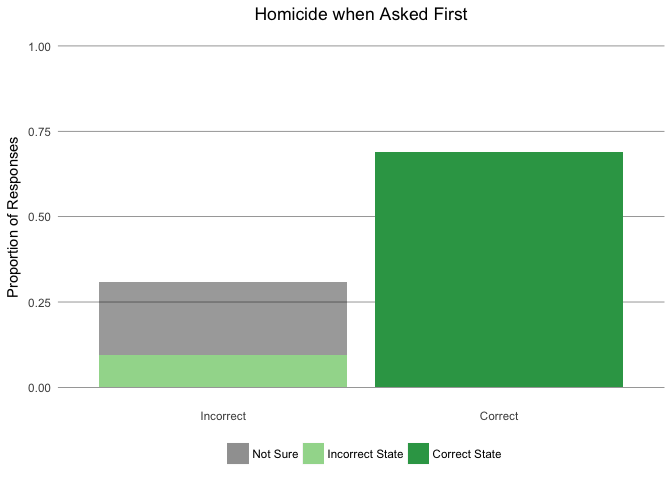 Homicide when Asked First
1.00
0.75
0.50
0.25
0.00
Proportion of Responses
Incorrect
Correct
Not Sure
Incorrect State
Correct State